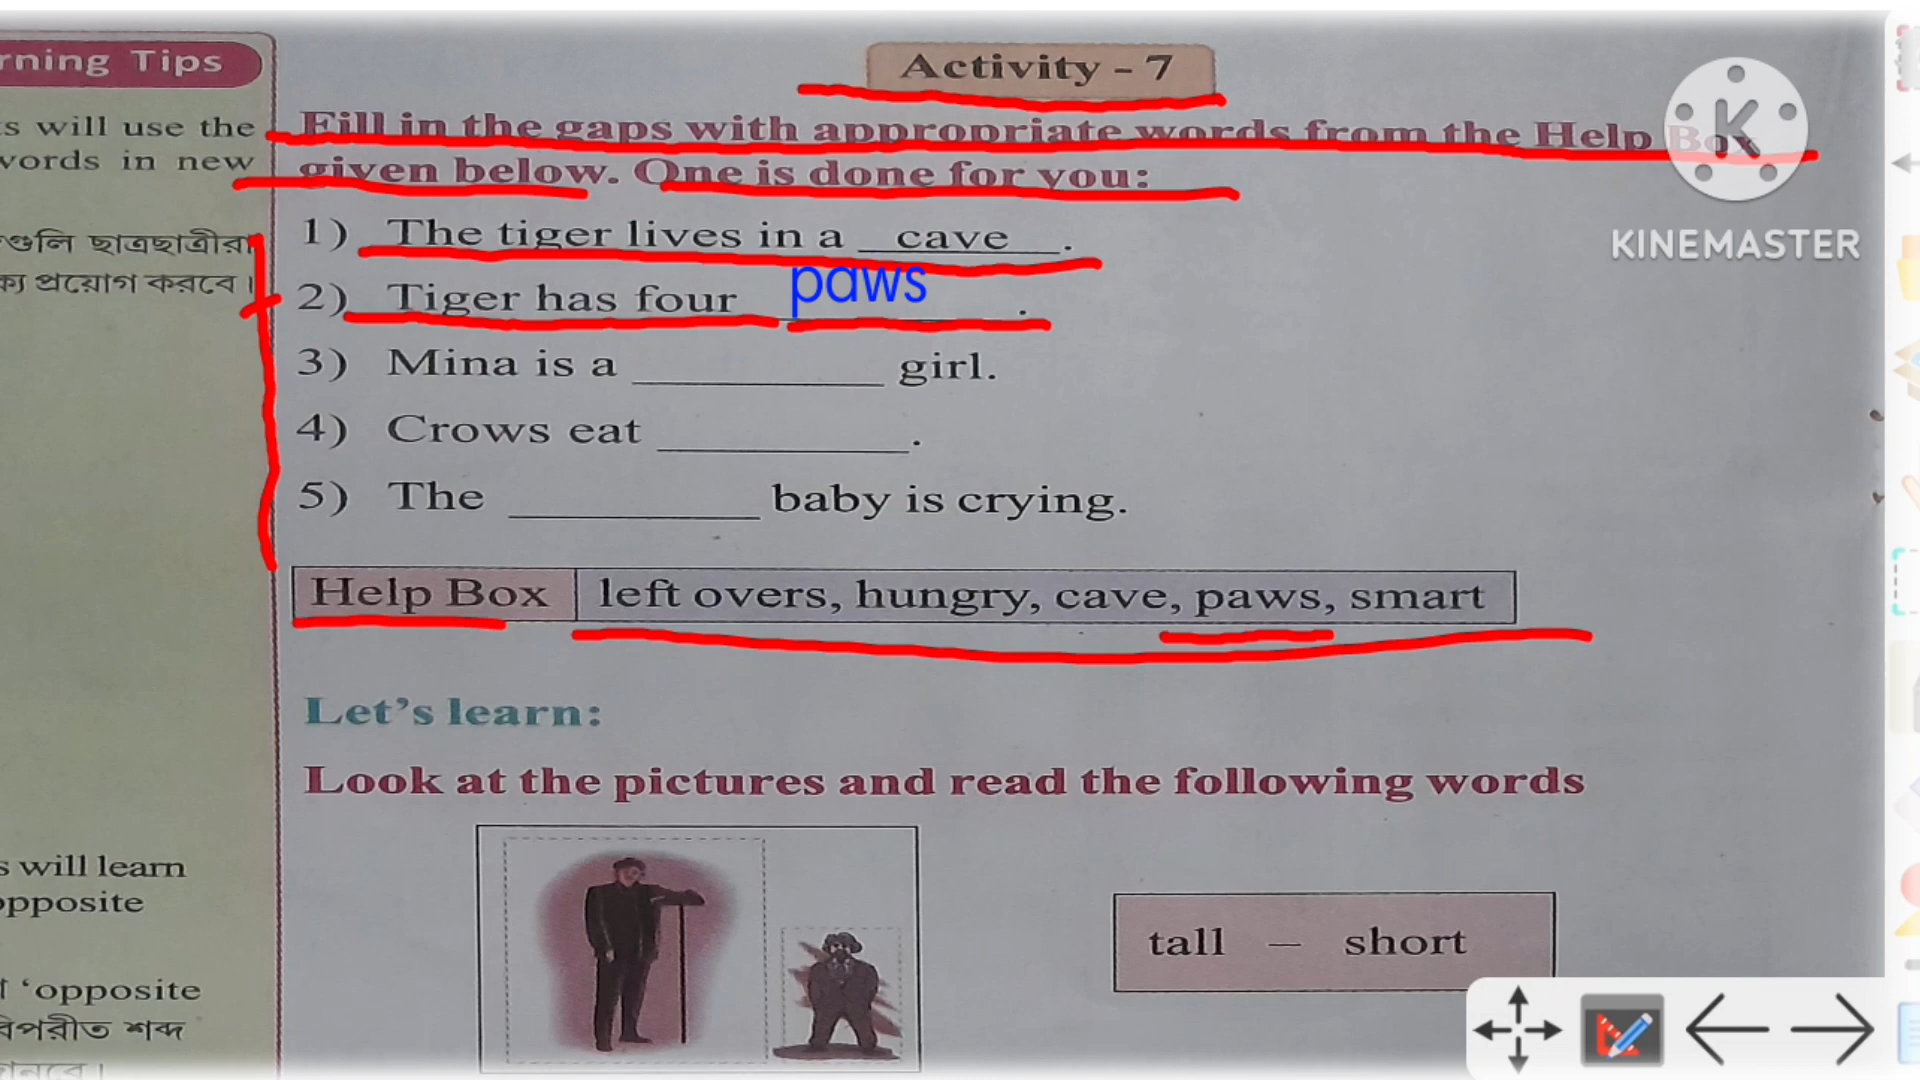 Tips
Activity - 7
s will use the
words in new
Fill in the gaps with appropriate words from the Help Box
given below. One is done for you:
KINEMASTER
ছাত্রছাত্রীরা
প্রয়োগ করবে।
1) The tiger lives in a cave.
2) Tiger has four paws.
3) Mina is a __________ girl.
4) Crows eat __________.
5) The __________ baby is crying.
Help Box left overs, hungry, cave, paws, smart
Let's learn:
Look at the pictures and read the following words
s will learn
opposite
tall – short
'opposite
বিপরীত শব্দ